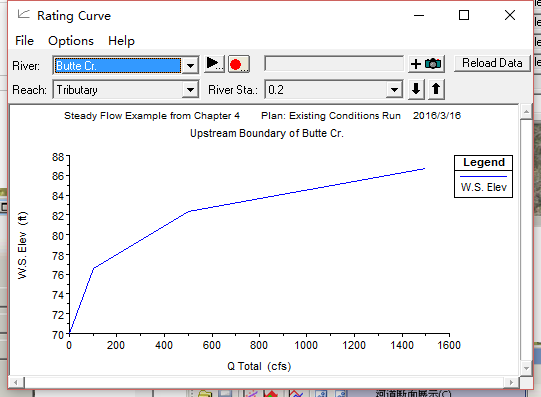 Rating Curve
File Options Help
River: Butte Cr. Reload Data
Reach: Tributary River Sta.: 0.2
Steady Flow Example from Chapter 4 Plan: Existing Conditions Run 2016/3/16
Upstream Boundary of Butte Cr.
Legend
W.S. Elev
88
86
84
82
80
78
76
74
72
70
W.S. Elev (ft)
0 200 400 600 800 1000 1200 1400 1600
Q Total (cfs)
河道断面展示(C)